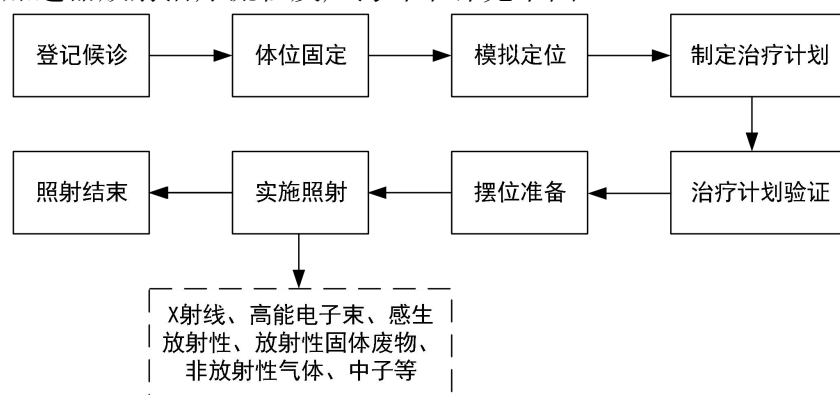 登记候诊
体位固定
模拟定位
制定治疗计划
治疗计划验证
摆位准备
实施照射
照射结束
X射线、高能电子束、感生
放射性、放射性固体废物、
非放射性气体、中子等